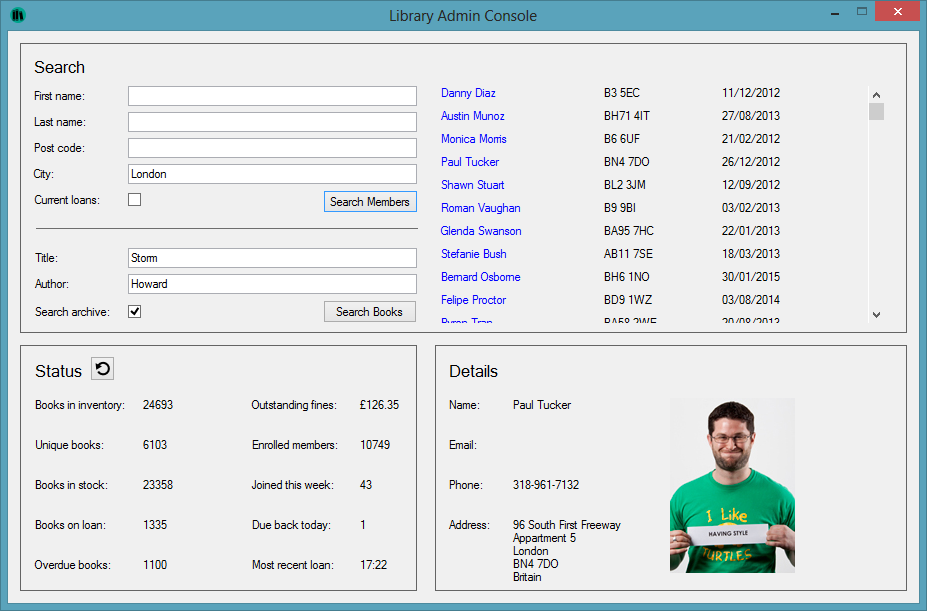 Library Admin Console
Search
First name:
Last name:
Post code:
City: London
Current loans:
Search Members
Title: Storm
Author: Howard
Search archive:
Search Books
Danny Diaz B3 5EC 11/12/2012
Austin Munoz BH71 4IT 27/08/2013
Monica Morris B6 6UF 21/02/2012
Paul Tucker BN4 7DO 26/12/2012
Shawn Stuart BL2 3JM 12/09/2012
Roman Vaughan B9 9BI 03/02/2013
Glenda Swanson BA95 7HC 22/01/2013
Stefanie Bush AB11 7SE 18/03/2013
Bernard Osborne BH6 1NO 30/01/2015
Felipe Proctor BD9 1WZ 03/08/2014
Status
Books in inventory: 24693 Outstanding fines: £126.35
Unique books: 6103 Enrolled members: 10749
Books in stock: 23358 Joined this week: 43
Books on loan: 1335 Due back today: 1
Overdue books: 1100 Most recent loan: 17:22
Details
Name: Paul Tucker
Email:
Phone: 318-961-7132
Address: 96 South First Freeway
Appartment 5
London
BN4 7DO
Britain
I Like
HAVING STYLE
TURTLES